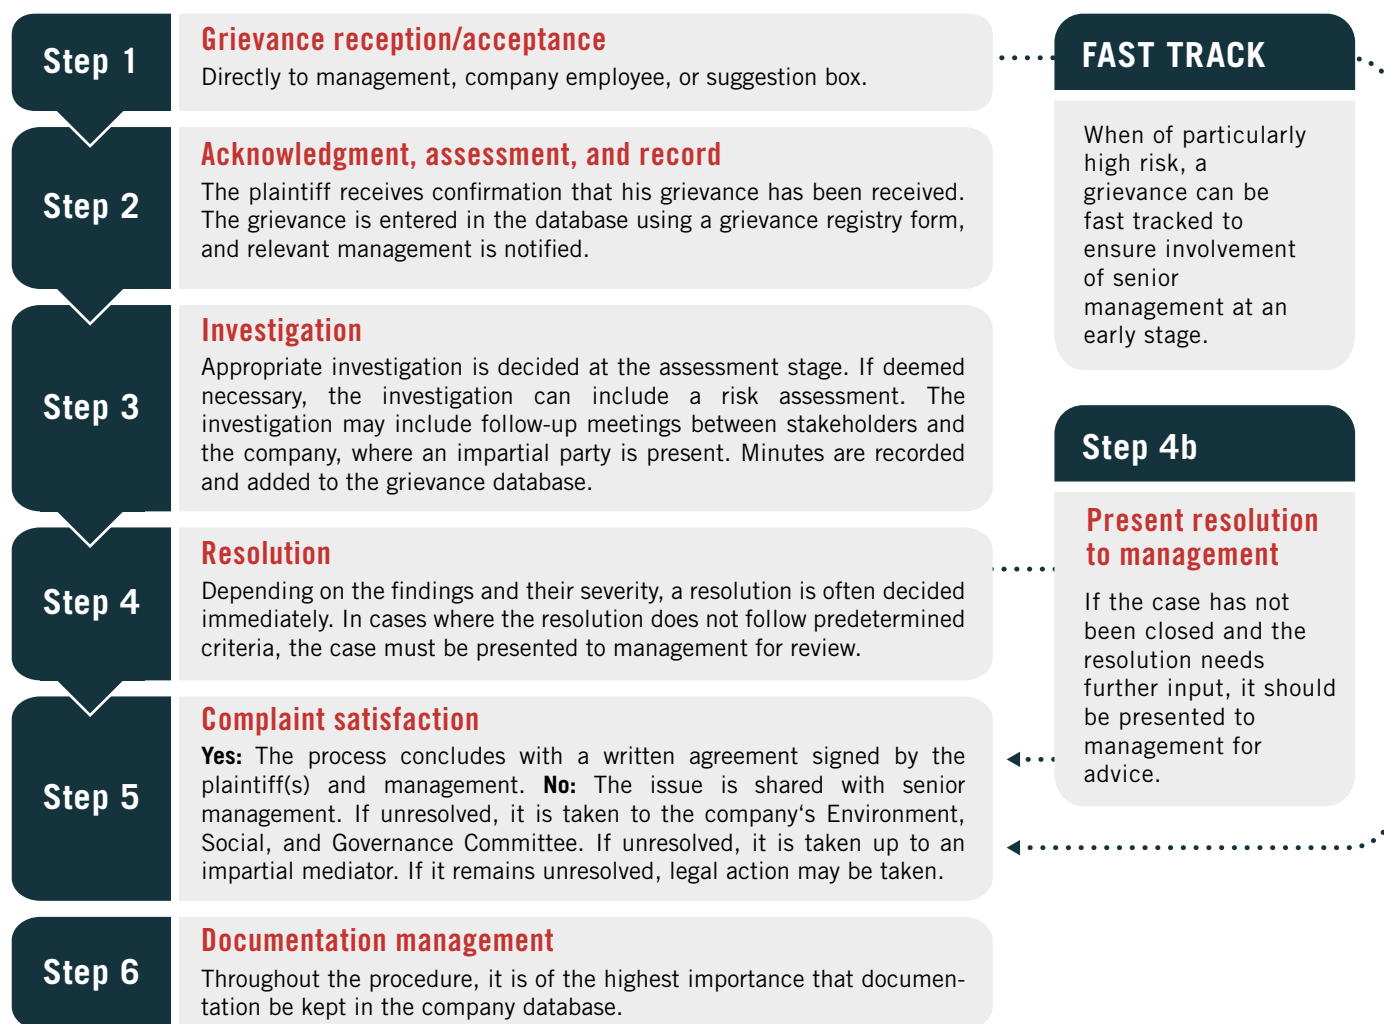 Step 1
Grievance reception/acceptance
Directly to management, company employee, or suggestion box.
FAST TRACK
When of particularly
high risk, a
grievance can be
fast tracked to
ensure involvement
of senior
management at an
early stage.
Step 2
Acknowledgment, assessment, and record
The plaintiff receives confirmation that his grievance has been received.
The grievance is entered in the database using a grievance registry form,
and relevant management is notified.
Step 3
Investigation
Appropriate investigation is decided at the assessment stage. If deemed
necessary, the investigation can include a risk assessment. The
investigation may include follow-up meetings between stakeholders and
the company, where an impartial party is present. Minutes are recorded
and added to the grievance database.
Step 4
Resolution
Depending on the findings and their severity, a resolution is often decided
immediately. In cases where the resolution does not follow predetermined
criteria, the case must be presented to management for review.
Step 4b
Present resolution
to management
If the case has not
been closed and the
resolution needs
further input, it should
be presented to
management for
advice.
Step 5
Complaint satisfaction
Yes: The process concludes with a written agreement signed by the
plaintiff(s) and management. No: The issue is shared with senior
management. If unresolved, it is taken to the company‘s Environment,
Social, and Governance Committee. If unresolved, it is taken up to an
impartial mediator. If it remains unresolved, legal action may be taken.
Step 6
Documentation management
Throughout the procedure, it is of the highest importance that documen-
tation be kept in the company database.